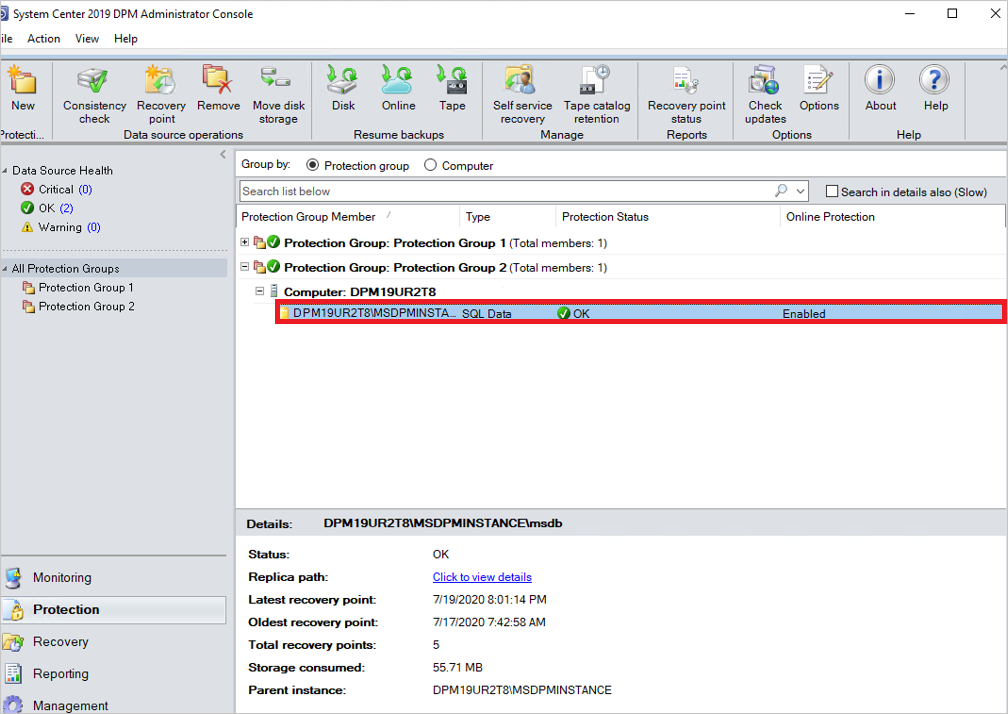 System Center 2019 DPM Administrator Console
ile Action View Help
New Consistency check Recovery point Remove Move disk storage Disk Online Tape Self service recovery Tape catalog retention Recovery point status Check updates Options About Help
Protecti... Data source operations Resume backups Manage Reports Options Help
Data Source Health
Critical (0)
OK (2)
Warning (0)
All Protection Groups
Protection Group 1
Protection Group 2
Monitoring
Protection
Recovery
Reporting
Management
Group by: Protection group Computer
Search list below Search in details also (Slow)
Protection Group Member / Type Protection Status Online Protection
Protection Group: Protection Group 1 (Total members: 1)
Protection Group: Protection Group 2 (Total members: 1)
Computer: DPM19UR2T8
DPM19UR2T8\MSDPMINSTA... SQL Data OK Enabled
Details: DPM19UR2T8\MSDPMINSTANCE\msdb
Status: OK
Replica path: Click to view details
Latest recovery point: 7/19/2020 8:01:14 PM
Oldest recovery point: 7/17/2020 7:42:58 AM
Total recovery points: 5
Storage consumed: 55.71 MB
Parent instance: DPM19UR2T8\MSDPMINSTANCE